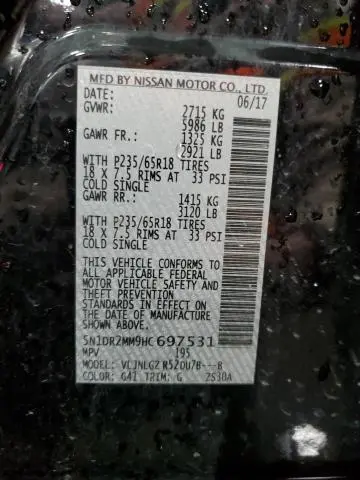 MFD BY NISSAN MOTOR CO., LTD.
DATE: 06/17
GVWR: 2715 KG
5986 LB
GAWR FR.: 1325 KG
2921 LB
WITH P235/65R18 TIRES
18 X 7.5 RIMS AT 33 PSI
COLD SINGLE
GAWR RR.: 1415 KG
3120 LB
WITH P235/65R18 TIRES
18 X 7.5 RIMS AT 33 PSI
COLD SINGLE
THIS VEHICLE CONFORMS TO
ALL APPLICABLE FEDERAL
MOTOR VEHICLE SAFETY AND
THEFT PREVENTION
STANDARDS IN EFFECT ON
THE DATE OF MANUFACTURE
SHOWN ABOVE.
5N1DR2MM9HC697531
MPV 195
MODEL: VLJNLGZ R52DU7B---B
COLOR: G41 TRIM: G 2S30A